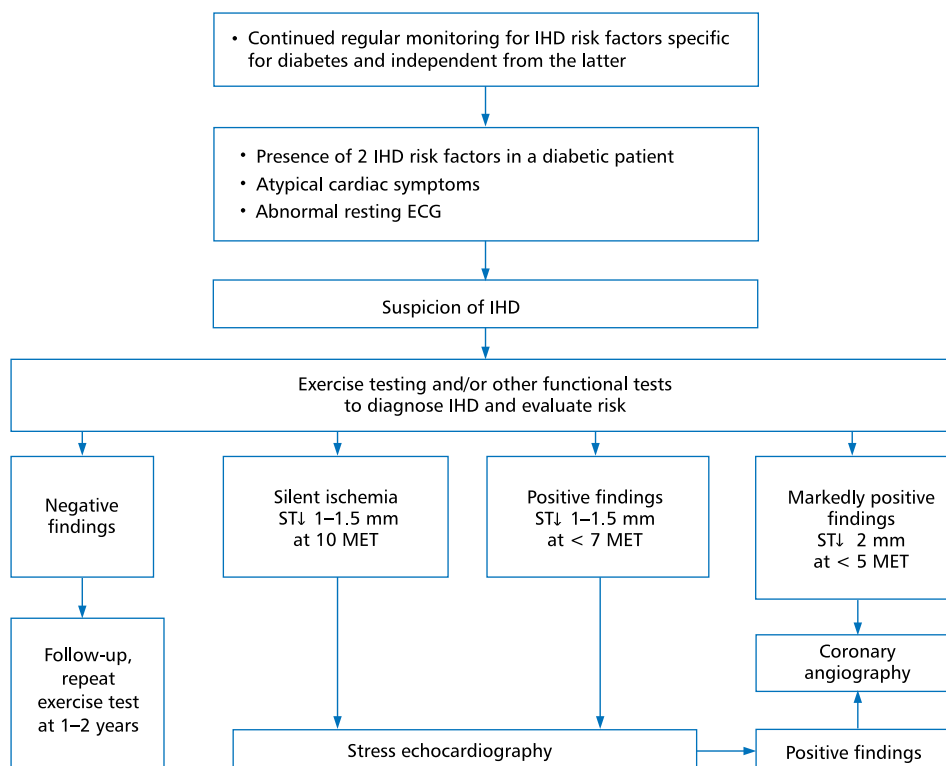 • Continued regular monitoring for IHD risk factors specific
for diabetes and independent from the latter
• Presence of 2 IHD risk factors in a diabetic patient
• Atypical cardiac symptoms
• Abnormal resting ECG
Suspicion of IHD
Exercise testing and/or other functional tests
to diagnose IHD and evaluate risk
Negative
findings
Silent ischemia
ST↓ 1–1.5 mm
at 10 MET
Positive findings
ST↓ 1–1.5 mm
at < 7 MET
Markedly positive
findings
ST↓ 2 mm
at < 5 MET
Follow-up,
repeat
exercise test
at 1–2 years
Coronary
angiography
Stress echocardiography
Positive findings